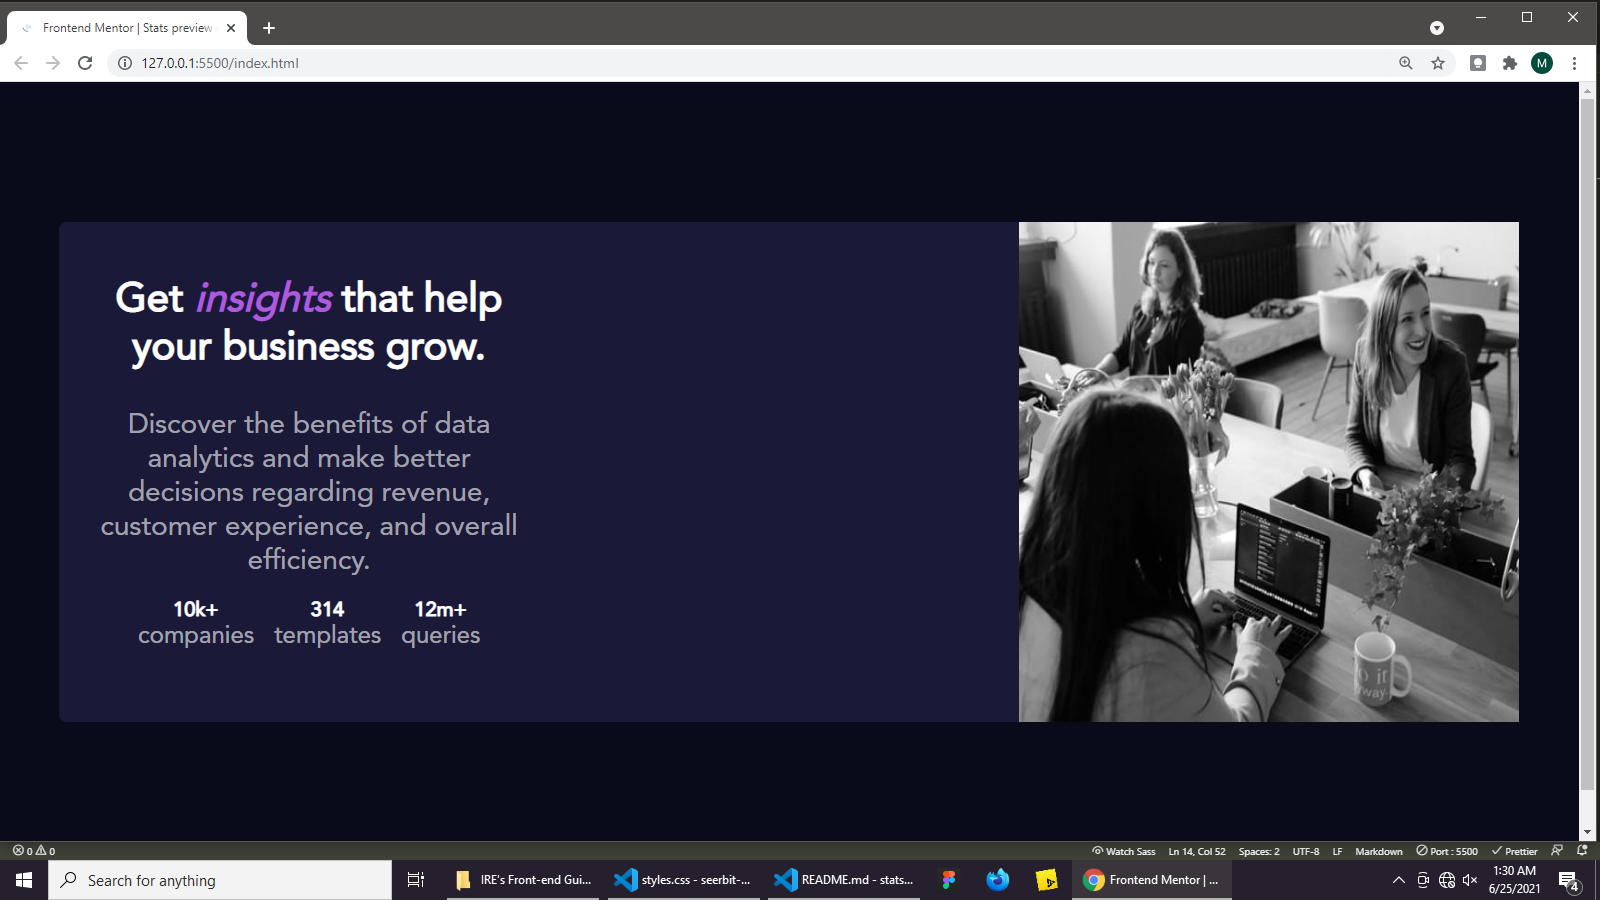 Frontend Mentor | Stats preview
127.0.0.1:5500/index.html
M
Get insights that help
your business grow.
Discover the benefits of data
analytics and make better
decisions regarding revenue,
customer experience, and overall
efficiency.
10k+ 314 12m+
companies templates queries
0 0 Watch Sass Ln 14, Col 52 Spaces: 2 UTF-8 LF Markdown Port : 5500 Prettier
Search for anything
IRE's Front-end Gui...
styles.css - seerbit-...
README.md - stats...
Frontend Mentor | ...
1:30 AM
6/25/2021
4